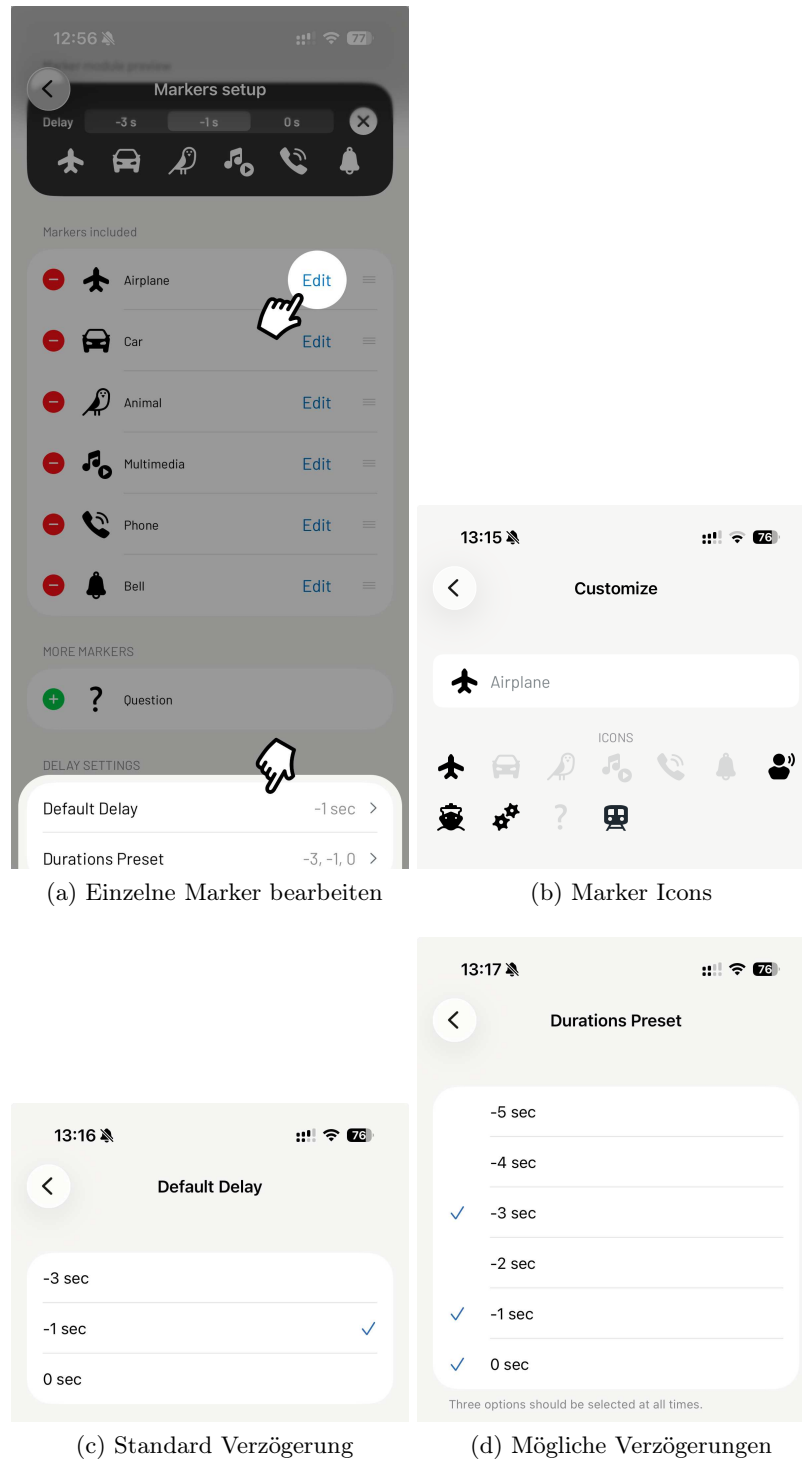 12:56
77
Marker module preview
Markers setup
Delay -3 s -1 s 0 s
Markers included
Airplane Edit
Car Edit
Animal Edit
Multimedia Edit
Phone Edit
Bell Edit
MORE MARKERS
? Question
DELAY SETTINGS
Default Delay -1 sec
Durations Preset -3, -1, 0
(a) Einzelne Marker bearbeiten
13:15
76
Customize
Airplane
ICONS
?
(b) Marker Icons
13:16
76
Default Delay
-3 sec
-1 sec
0 sec
(c) Standard Verzögerung
13:17
76
Durations Preset
-5 sec
-4 sec
-3 sec
-2 sec
-1 sec
0 sec
Three options should be selected at all times.
(d) Mögliche Verzögerungen